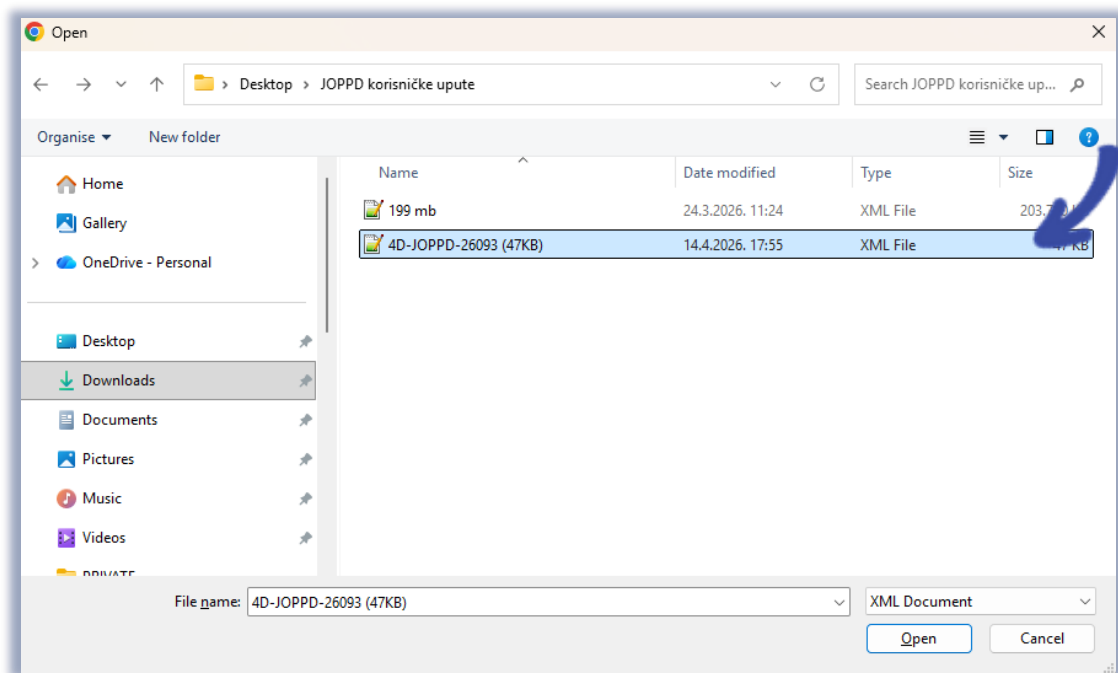 Open
Desktop > JOPPD korisničke upute
Search JOPPD korisničke up...
Organise
New folder
Name
Date modified
Type
Size
Home
Gallery
OneDrive - Personal
Desktop
Downloads
Documents
Pictures
Music
Videos
199 mb 24.3.2026. 11:24 XML File
4D-JOPPD-26093 (47KB) 14.4.2026. 17:55 XML File 47 KB
File name: 4D-JOPPD-26093 (47KB)
XML Document
Open
Cancel